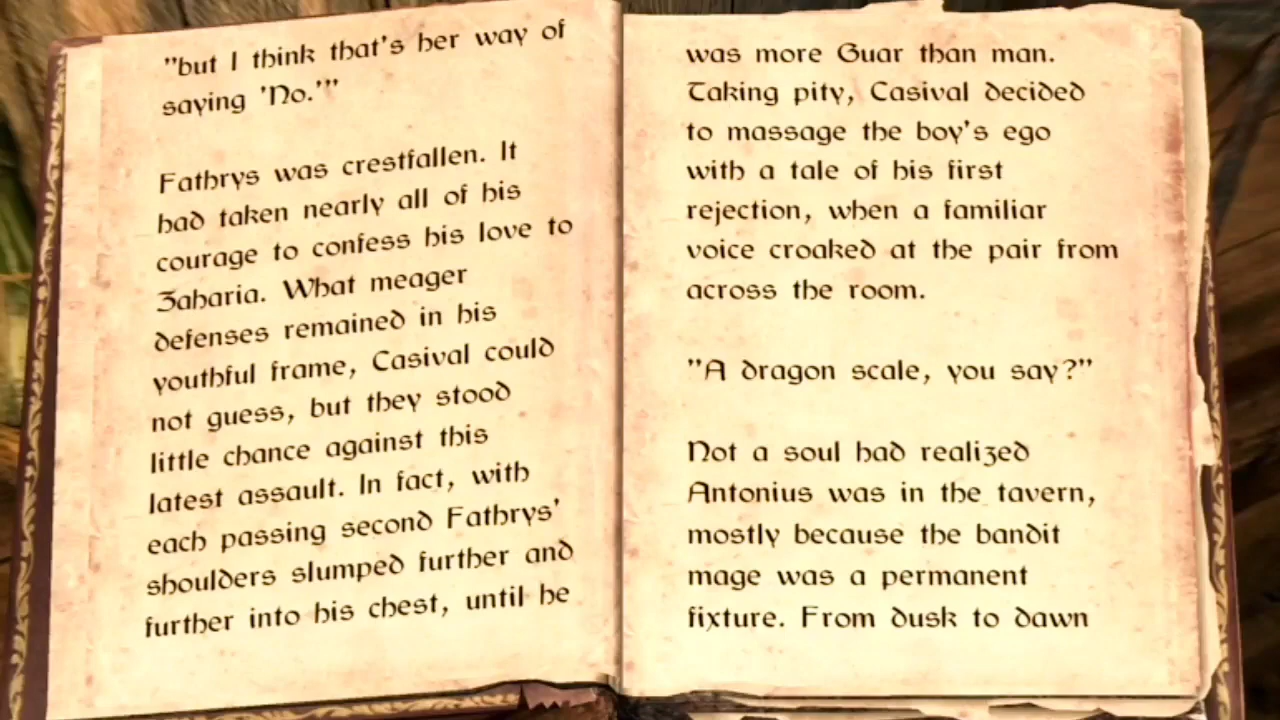 "but I think that's her way of
saying 'No.'"
Fathrys was crestfallen. It
had taken nearly all of his
courage to confess his love to
Zaharia. What meager
defenses remained in his
youthful frame, Casival could
not guess, but they stood
little chance against this
latest assault. In fact, with
each passing second Fathrys'
shoulders slumped further and
further into his chest, until he
was more Guar than man.
Taking pity, Casival decided
to massage the boy's ego
with a tale of his first
rejection, when a familiar
voice croaked at the pair from
across the room.
"A dragon scale, you say?"
Not a soul had realized
Antonius was in the tavern,
mostly because the bandit
mage was a permanent
fixture. From dusk to dawn